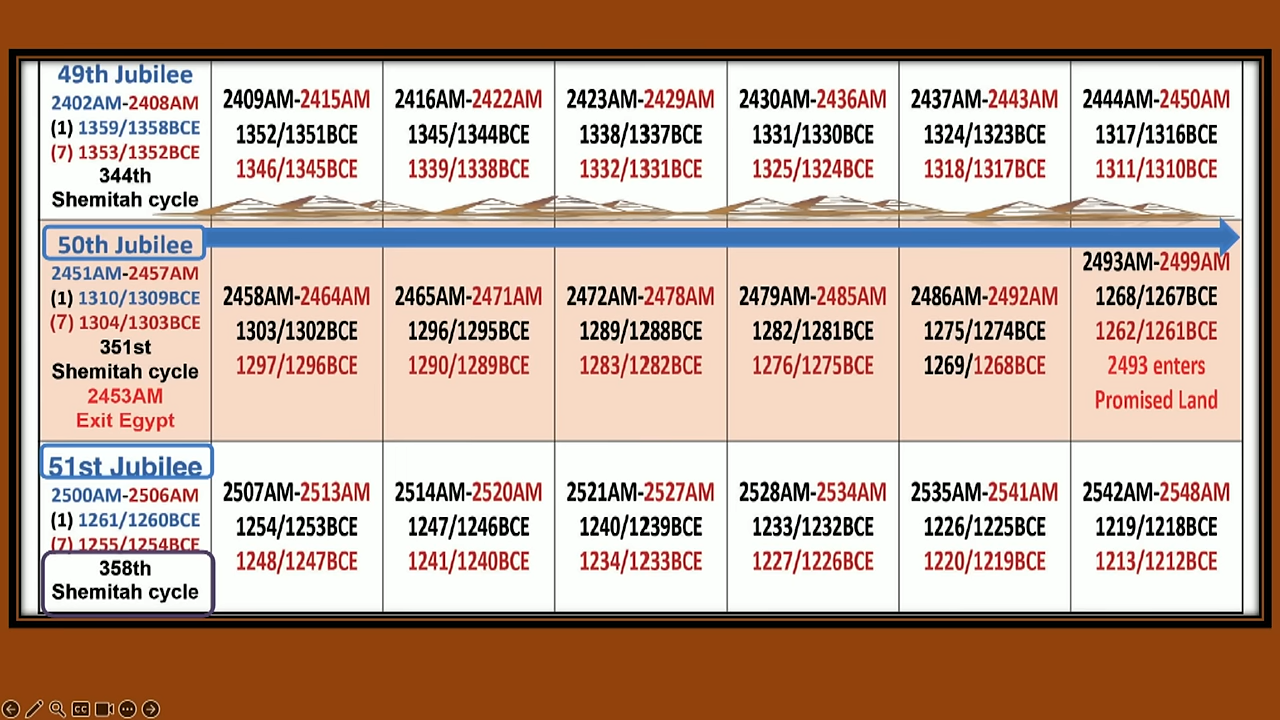 49th Jubilee
2402AM-2408AM
(1) 1359/1358BCE
(7) 1353/1352BCE
344th
Shemitah cycle
2409AM-2415AM
1352/1351BCE
1346/1345BCE
2416AM-2422AM
1345/1344BCE
1339/1338BCE
2423AM-2429AM
1338/1337BCE
1332/1331BCE
2430AM-2436AM
1331/1330BCE
1325/1324BCE
2437AM-2443AM
1324/1323BCE
1318/1317BCE
2444AM-2450AM
1317/1316BCE
1311/1310BCE
50th Jubilee
2451AM-2457AM
(1) 1310/1309BCE
(7) 1304/1303BCE
351st
Shemitah cycle
2453AM
Exit Egypt
2458AM-2464AM
1303/1302BCE
1297/1296BCE
2465AM-2471AM
1296/1295BCE
1290/1289BCE
2472AM-2478AM
1289/1288BCE
1283/1282BCE
2479AM-2485AM
1282/1281BCE
1276/1275BCE
2486AM-2492AM
1275/1274BCE
1269/1268BCE
2493AM-2499AM
1268/1267BCE
1262/1261BCE
2493 enters
Promised Land
51st Jubilee
2500AM-2506AM
(1) 1261/1260BCE
(7) 1255/1254BCE
358th
Shemitah cycle
2507AM-2513AM
1254/1253BCE
1248/1247BCE
2514AM-2520AM
1247/1246BCE
1241/1240BCE
2521AM-2527AM
1240/1239BCE
1234/1233BCE
2528AM-2534AM
1233/1232BCE
1227/1226BCE
2535AM-2541AM
1226/1225BCE
1220/1219BCE
2542AM-2548AM
1219/1218BCE
1213/1212BCE
CC